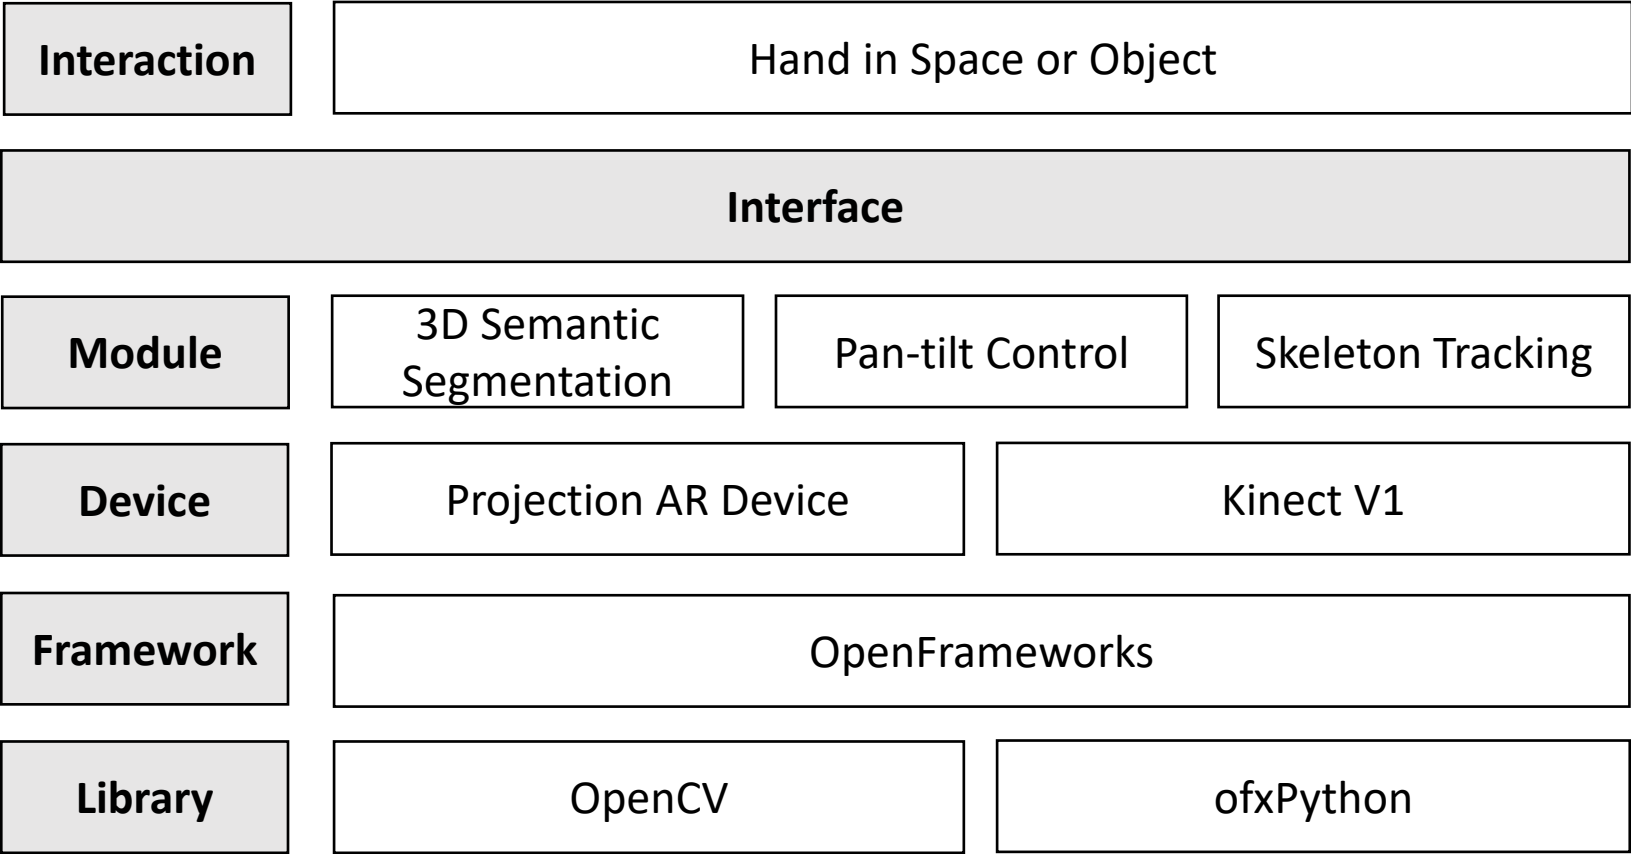 Interaction
Hand in Space or Object
Interface
Module
3D Semantic
Segmentation
Pan-tilt Control
Skeleton Tracking
Device
Projection AR Device
Kinect V1
Framework
OpenFrameworks
Library
OpenCV
ofxPython